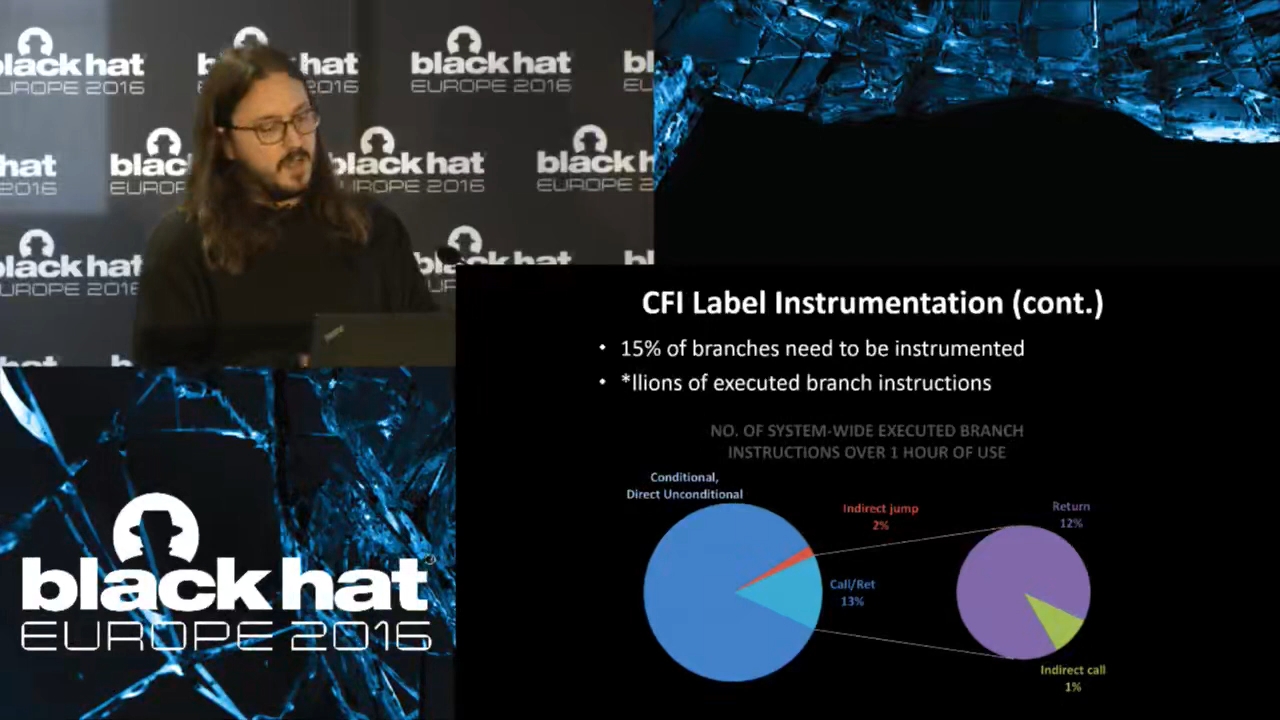 black hat
EUROPE 2016
CFI Label Instrumentation (cont.)
• 15% of branches need to be instrumented
• *llions of executed branch instructions
NO. OF SYSTEM-WIDE EXECUTED BRANCH
INSTRUCTIONS OVER 1 HOUR OF USE
Conditional,
Direct Unconditional
Indirect jump
2%
Call/Ret
13%
Return
12%
Indirect call
1%
black hat
EUROPE 2016